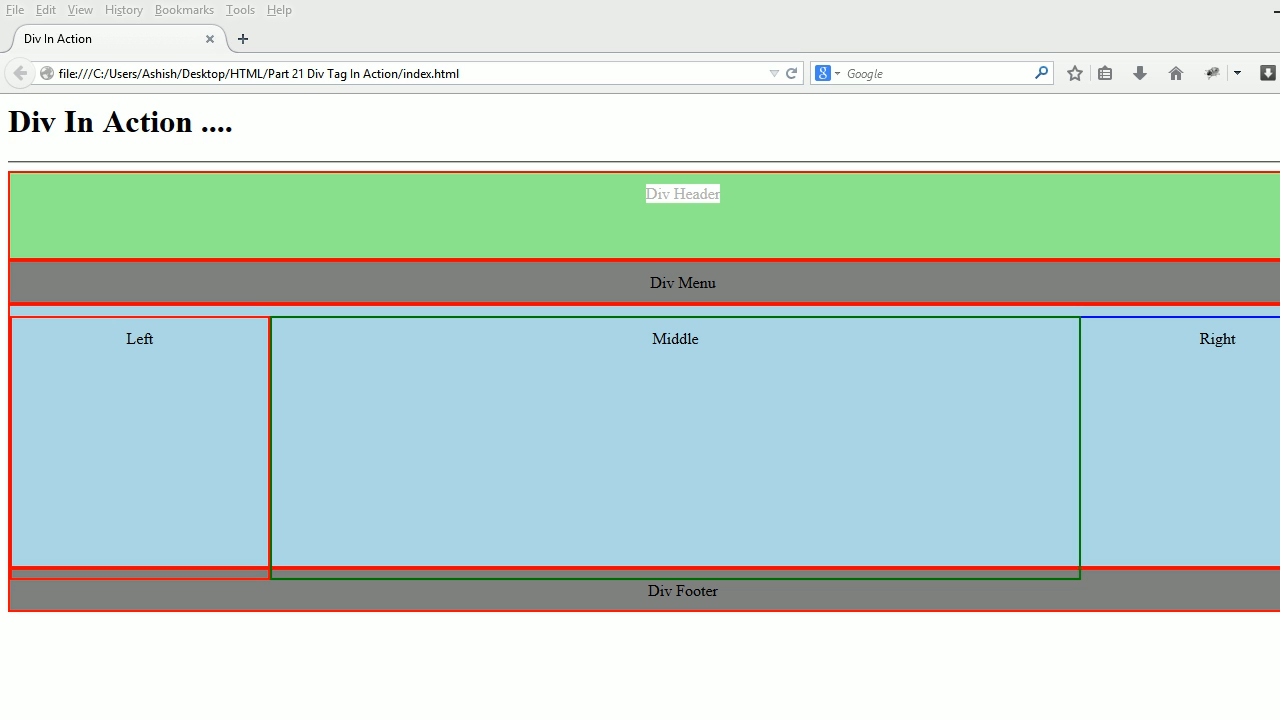 File Edit View History Bookmarks Tools Help
Div In Action
file:///C:/Users/Ashish/Desktop/HTML/Part 21 Div Tag In Action/index.html
8 Google
Div In Action ....
Div Header
Div Menu
Left Middle Right
Div Footer